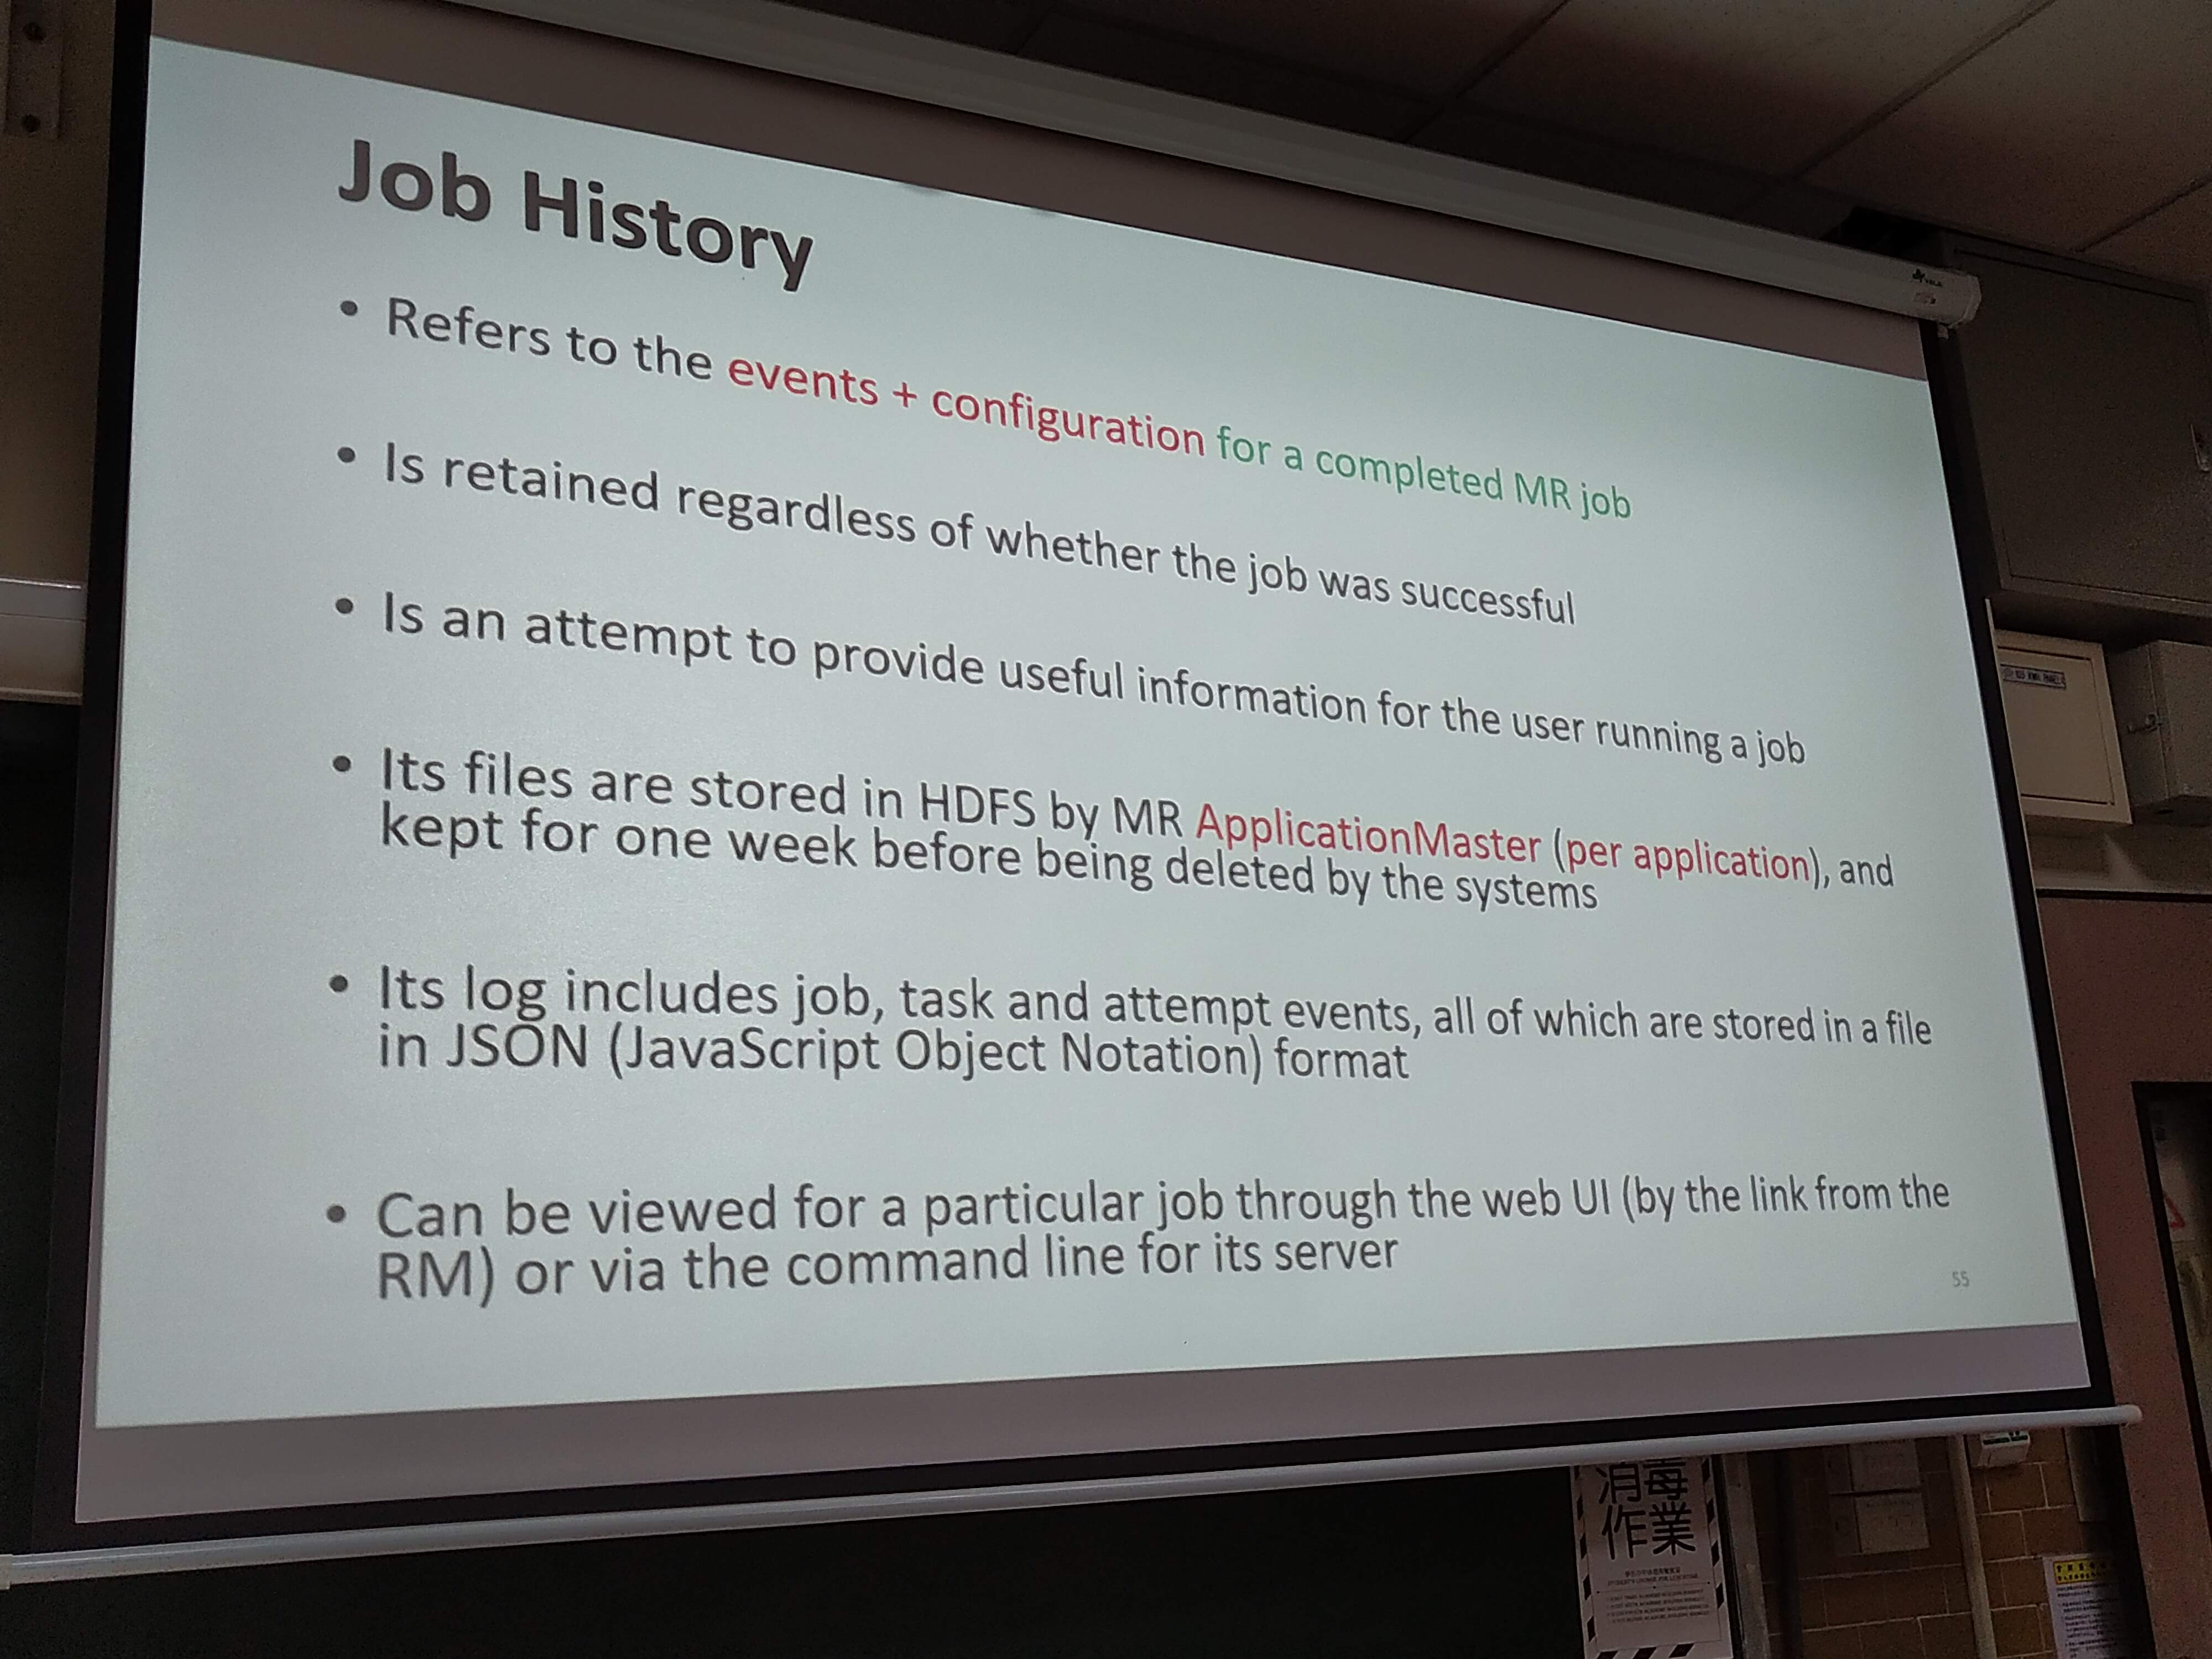 Job History
• Refers to the events + configuration for a completed MR job
• Is retained regardless of whether the job was successful
• Is an attempt to provide useful information for the user running a job
• Its files are stored in HDFS by MR ApplicationMaster (per application), and
kept for one week before being deleted by the systems
• Its log includes job, task and attempt events, all of which are stored in a file
in JSON (JavaScript Object Notation) format
• Can be viewed for a particular job through the web UI (by the link from the
RM) or via the command line for its server
55
消毒
作業